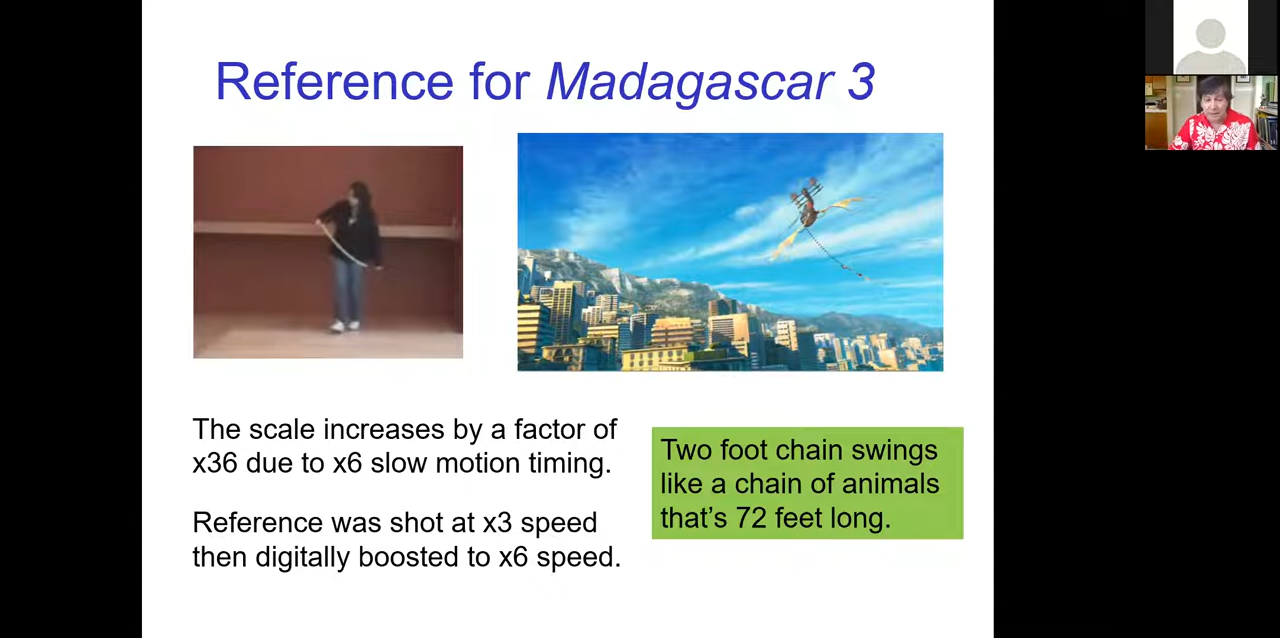 Reference for Madagascar 3
The scale increases by a factor of
x36 due to x6 slow motion timing.
Reference was shot at x3 speed
then digitally boosted to x6 speed.
Two foot chain swings
like a chain of animals
that's 72 feet long.